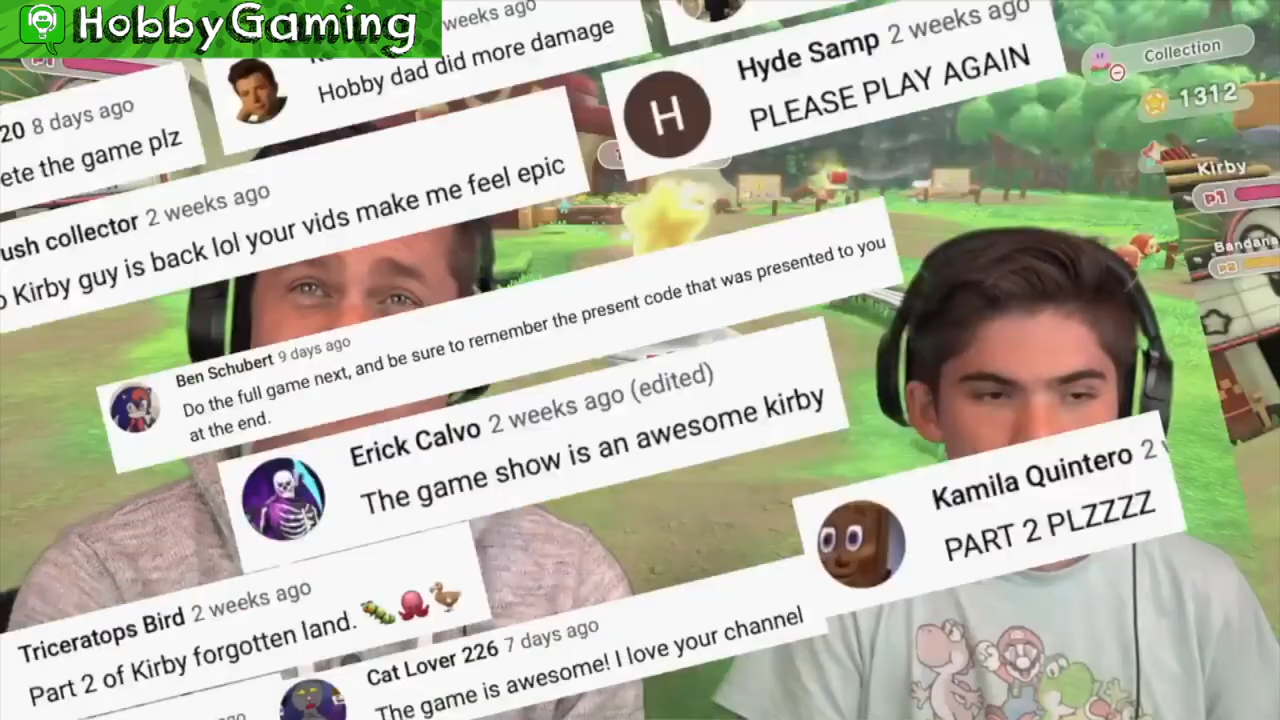 HobbyGaming
weeks ago
Hobby dad did more damage
Hyde Samp 2 weeks ago
PLEASE PLAY AGAIN
H
Collection
1312
Kirby
P1
Bandana
P2
P1
20 8 days ago
ete the game plz
ush collector 2 weeks ago
o Kirby guy is back lol your vids make me feel epic
Ben Schubert 9 days ago
Do the full game next, and be sure to remember the present code that was presented to you
at the end.
Erick Calvo 2 weeks ago (edited)
The game show is an awesome kirby
Kamila Quintero 2
PART 2 PLZZZZ
Triceratops Bird 2 weeks ago
Part 2 of Kirby forgotten land. 🐛🐙🦆
Cat Lover 226 7 days ago
The game is awesome! I love your channel
ago